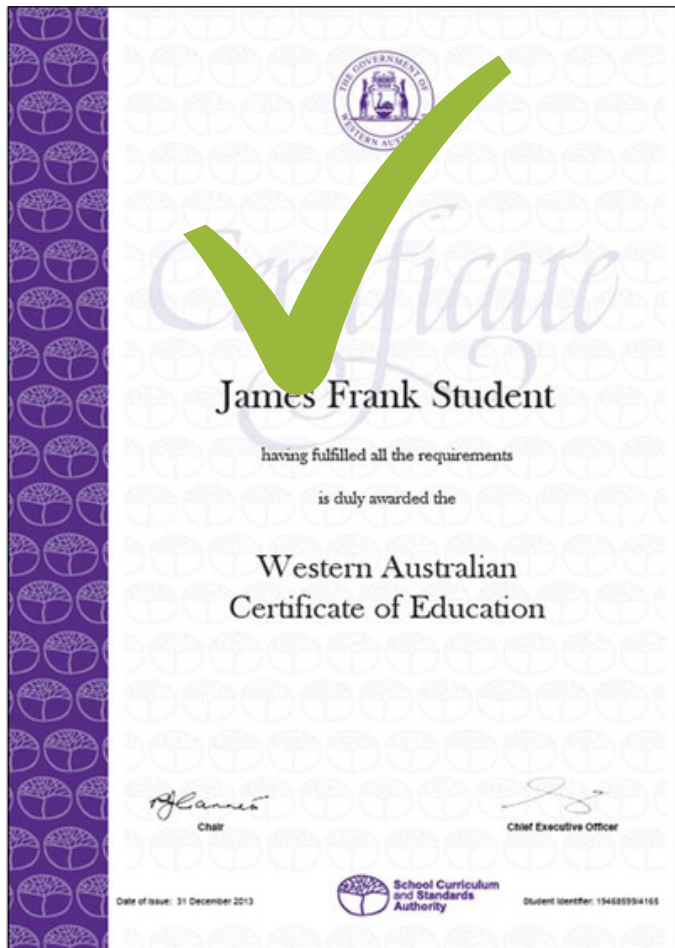 THE GOVERNMENT OF
WESTERN AUSTRALIA
Certificate
James Frank Student
having fulfilled all the requirements
is duly awarded the
Western Australian
Certificate of Education
Chair
Chief Executive Officer
Date of Issue: 31 December 2013
School Curriculum
and Standards
Authority
Student Identifier: 19468599/4165